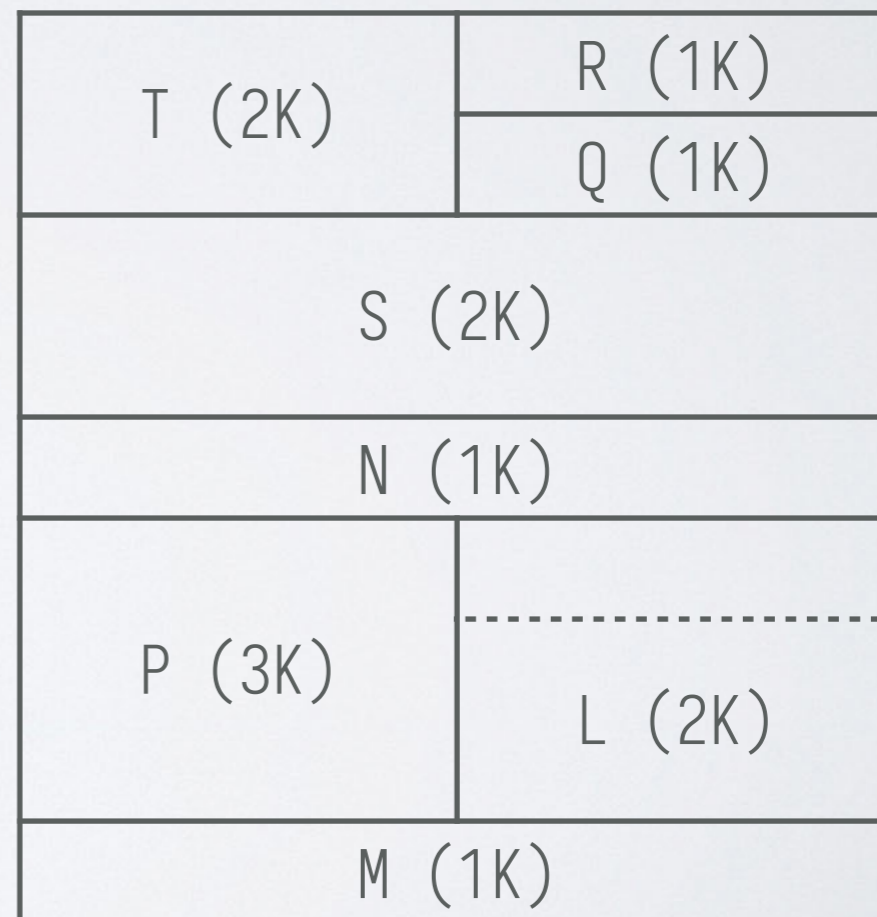 T (2K)
R (1K)
Q (1K)
S (2K)
N (1K)
P (3K)
L (2K)
M (1K)